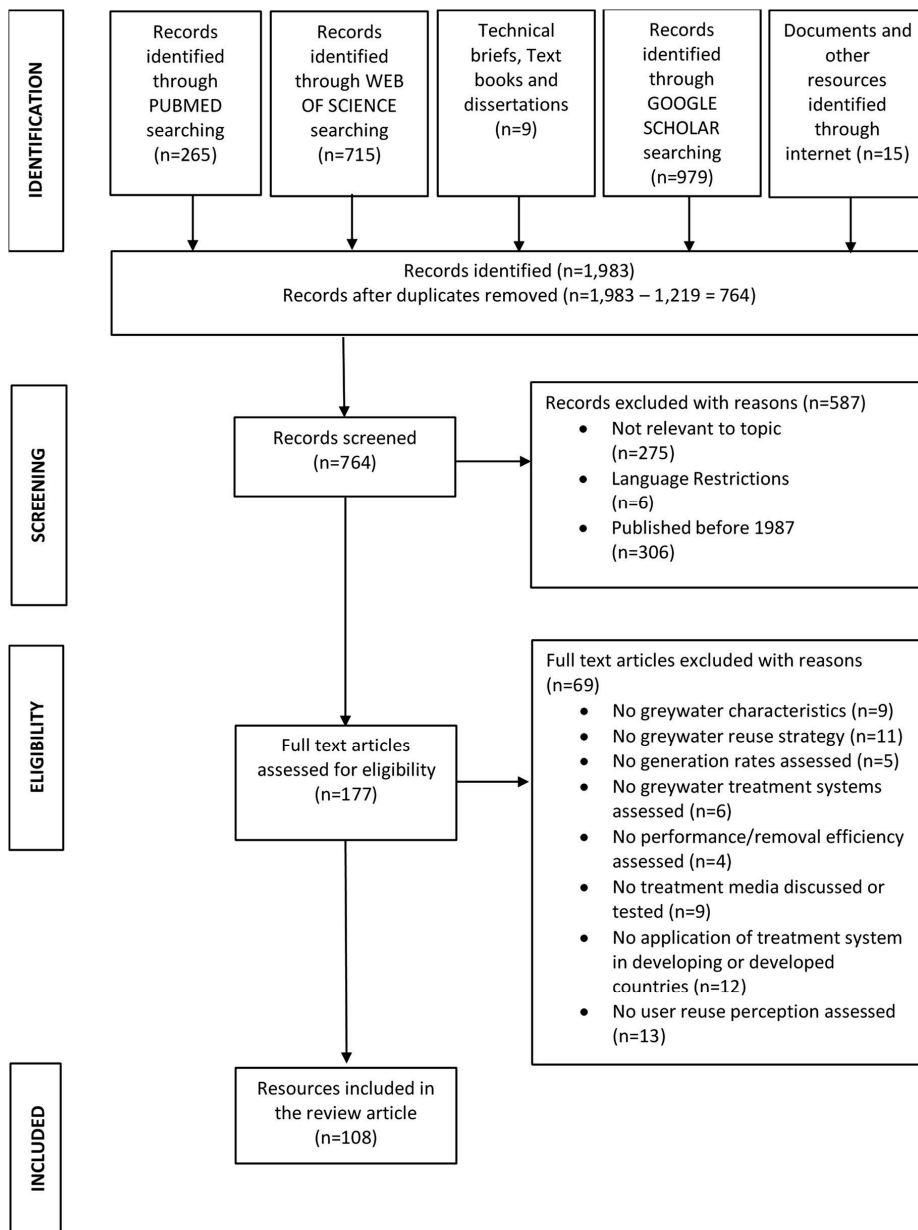 IDENTIFICATION
Records
identified
through
PUBMED
searching
(n=265)
Records
identified
through WEB
OF SCIENCE
searching
(n=715)
Technical
briefs, Text
books and
dissertations
(n=9)
Records
identified
through
GOOGLE
SCHOLAR
searching
(n=979)
Documents and
other
resources
identified
through
internet (n=15)
Records identified (n=1,983)
Records after duplicates removed (n=1,983 – 1,219 = 764)
SCREENING
Records screened
(n=764)
Records excluded with reasons (n=587)
• Not relevant to topic
(n=275)
• Language Restrictions
(n=6)
• Published before 1987
(n=306)
ELIGIBILITY
Full text articles
assessed for eligibility
(n=177)
Full text articles excluded with reasons
(n=69)
• No greywater characteristics (n=9)
• No greywater reuse strategy (n=11)
• No generation rates assessed (n=5)
• No greywater treatment systems
assessed (n=6)
• No performance/removal efficiency
assessed (n=4)
• No treatment media discussed or
tested (n=9)
• No application of treatment system
in developing or developed
countries (n=12)
• No user reuse perception assessed
(n=13)
INCLUDED
Resources included in
the review article
(n=108)